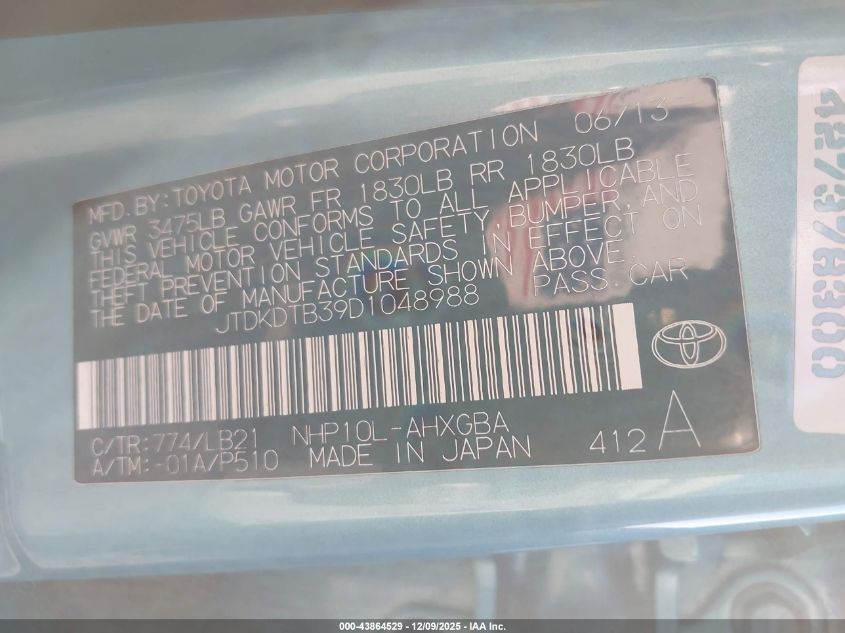 MFD. BY: TOYOTA MOTOR CORPORATION 06/13
GVWR 3475LB GAWR FR 1830LB RR 1830LB
THIS VEHICLE CONFORMS TO ALL APPLICABLE
FEDERAL MOTOR VEHICLE SAFETY, BUMPER, AND
THEFT PREVENTION STANDARDS IN EFFECT ON
THE DATE OF MANUFACTURE SHOWN ABOVE.
JTDKDTB39D1048988 PASS. CAR
C/TR: 774/LB21 NHP10L-AHXGBA
A/TM: -01A/P510 MADE IN JAPAN 412 A
000-43864529 - 12/09/2025 - IAA Inc.